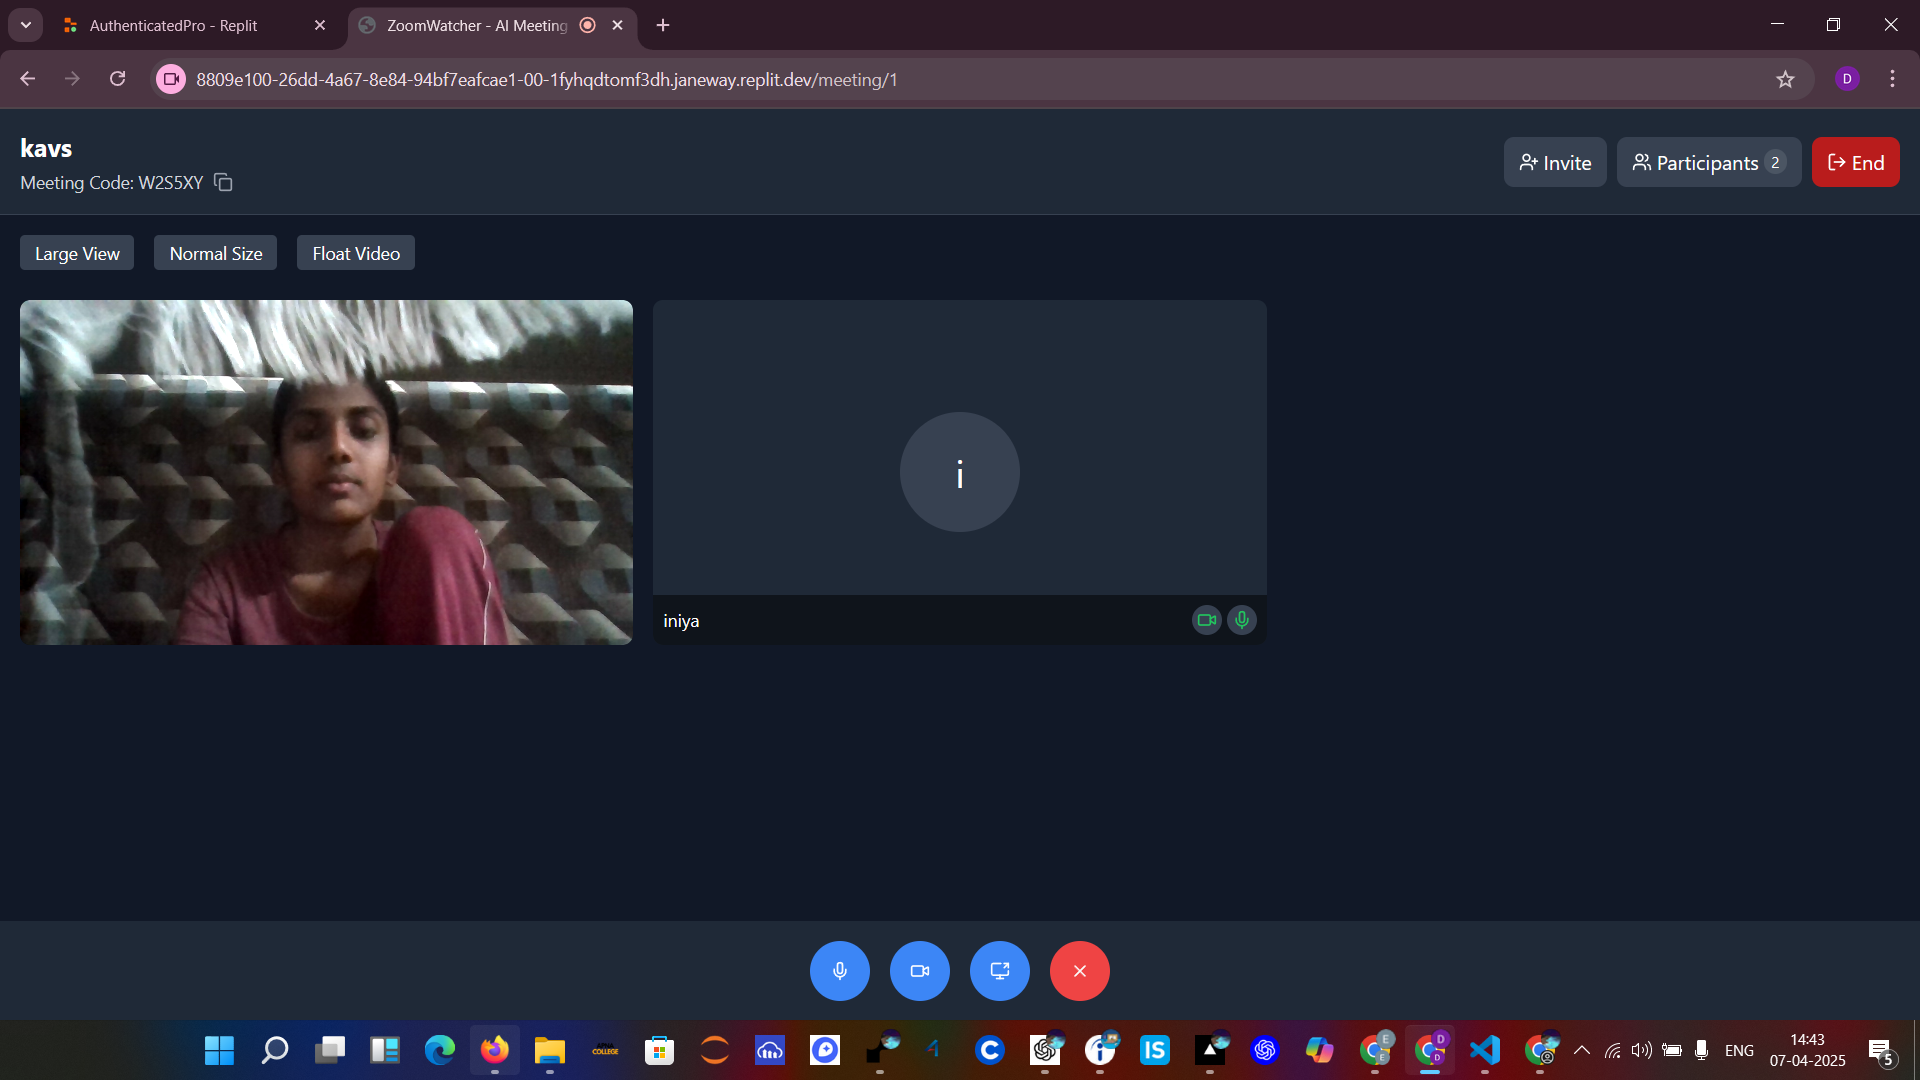 AuthenticatedPro - Replit
ZoomWatcher - AI Meeting
D
8809e100-26dd-4a67-8e84-94bf7eafcae1-00-1fyhqdtomf3dh.janeway.replit.dev/meeting/1
kavs
Meeting Code: W2S5XY
Invite
Participants 2
End
Large View
Normal Size
Float Video
i
iniya
COLLEGE
IS
E
E
D
D
ENG
14:43
07-04-2025
5